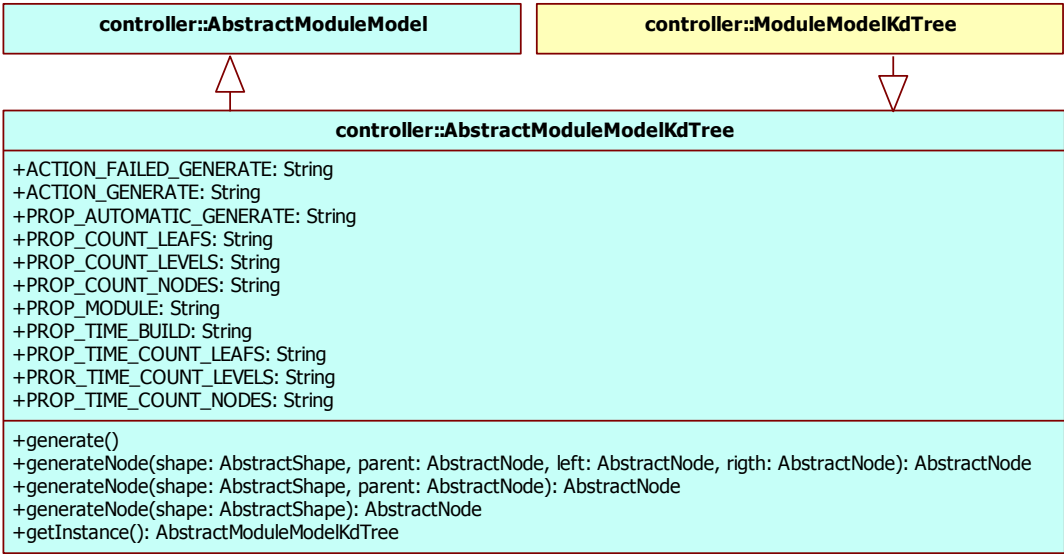 controller::AbstractModuleModel
controller::ModuleModelKdTree
controller::AbstractModuleModelKdTree
+ACTION_FAILED_GENERATE: String
+ACTION_GENERATE: String
+PROP_AUTOMATIC_GENERATE: String
+PROP_COUNT_LEAFS: String
+PROP_COUNT_LEVELS: String
+PROP_COUNT_NODES: String
+PROP_MODULE: String
+PROP_TIME_BUILD: String
+PROP_TIME_COUNT_LEAFS: String
+PROR_TIME_COUNT_LEVELS: String
+PROP_TIME_COUNT_NODES: String
+generate()
+generateNode(shape: AbstractShape, parent: AbstractNode, left: AbstractNode, rigth: AbstractNode): AbstractNode
+generateNode(shape: AbstractShape, parent: AbstractNode): AbstractNode
+generateNode(shape: AbstractShape): AbstractNode
+getInstance(): AbstractModuleModelKdTree